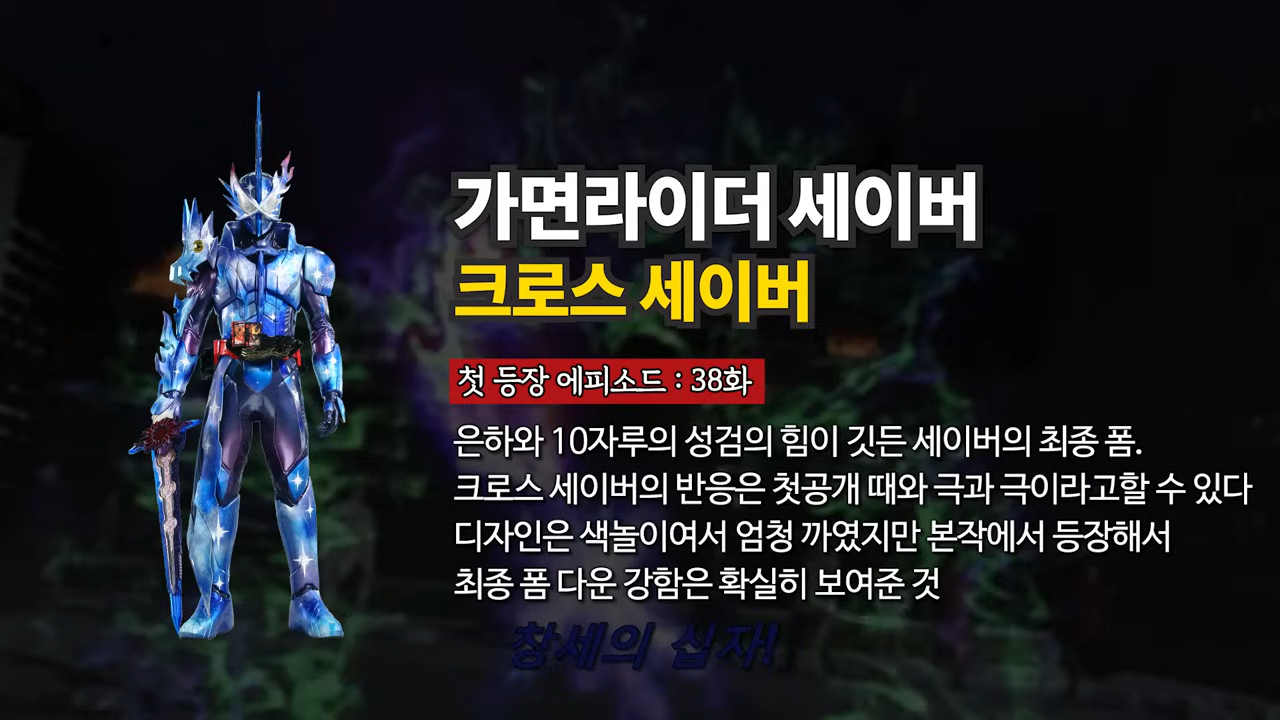 가면라이더 세이버
크로스 세이버
첫 등장 에피소드 : 38화
은하와 10자루의 성검의 힘이 깃든 세이버의 최종 폼.
크로스 세이버의 반응은 첫공개 때와 극과 극이라고할 수 있다
디자인은 색놀이여서 엄청 까였지만 본작에서 등장해서
최종 폼 다운 강함은 확실히 보여준 것
창세의 십자!